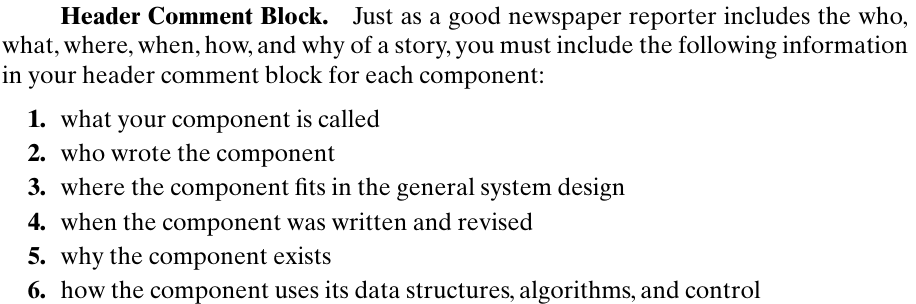 Header Comment Block. Just as a good newspaper reporter includes the who,
what, where, when, how, and why of a story, you must include the following information
in your header comment block for each component:
1. what your component is called
2. who wrote the component
3. where the component fits in the general system design
4. when the component was written and revised
5. why the component exists
6. how the component uses its data structures, algorithms, and control